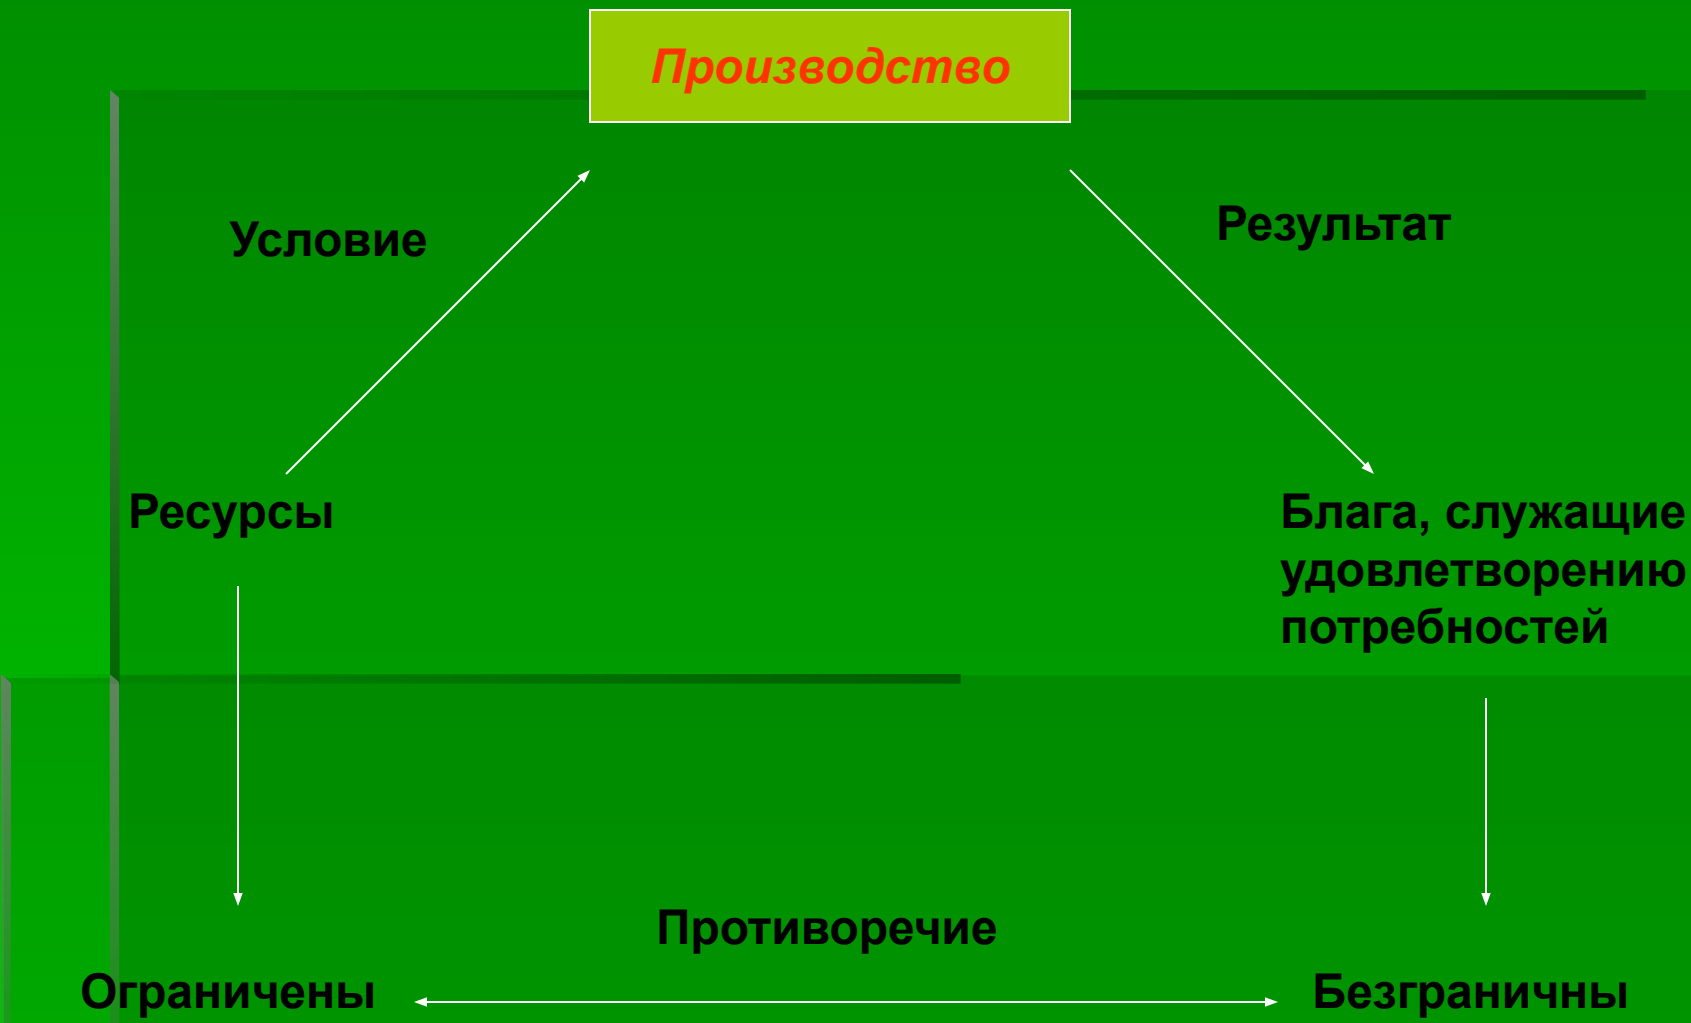 Производство
Условие
Результат
Ресурсы
Блага, служащие
удовлетворению
потребностей
Противоречие
Ограничены
Безграничны